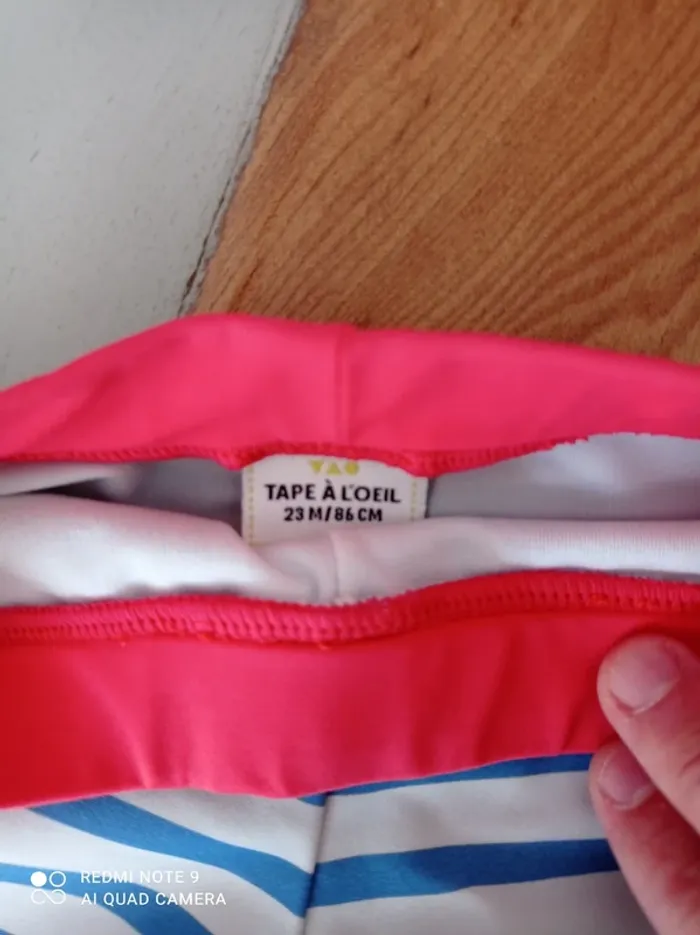 TAO
TAPE À L'OEIL
23 M/86 CM
REDMI NOTE 9
AI QUAD CAMERA